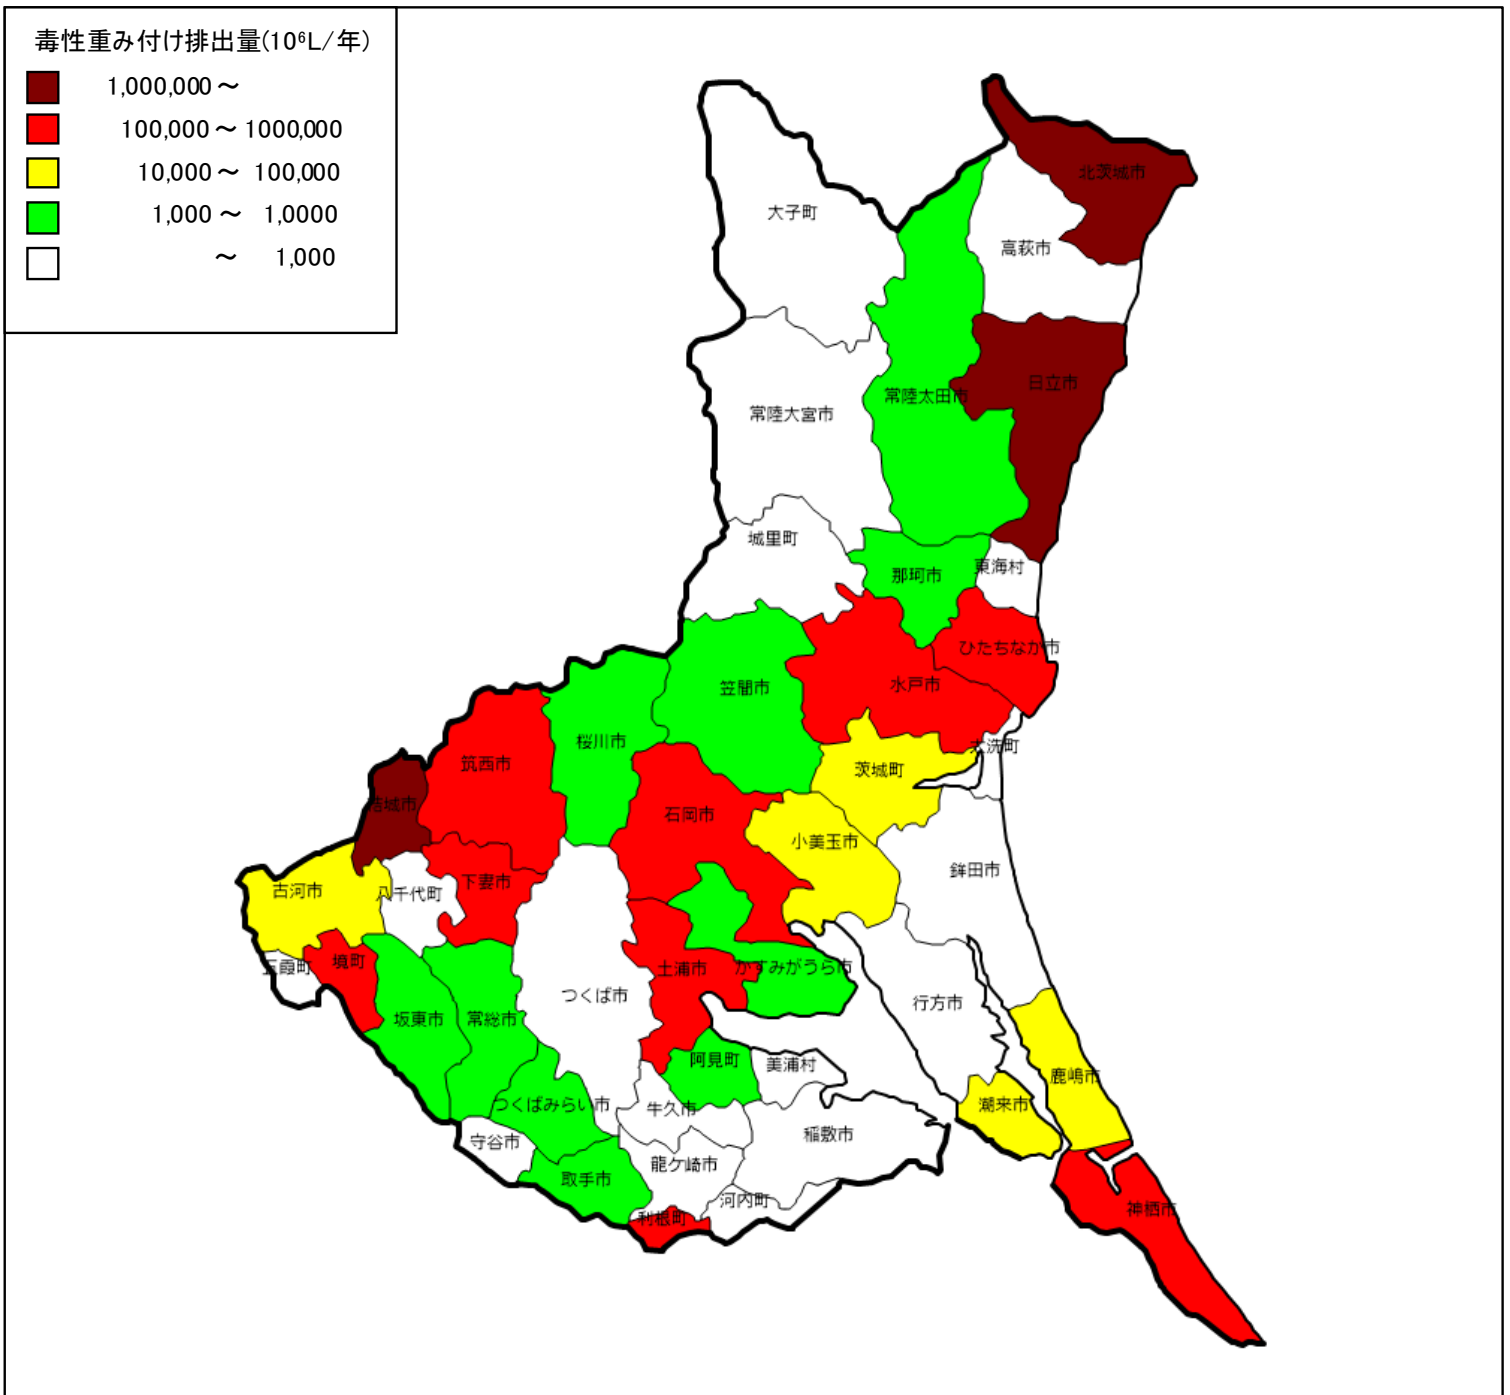 毒性重み付け排出量(10⁶L/年)
1,000,000～
100,000～1000,000
10,000～ 100,000
1,000～ 1,0000
～ 1,000
北茨城市
大子町
高萩市
日立市
常陸太田市
常陸大宮市
城里町
東海村
那珂市
ひたちなか市
水戸市
笠間市
桜川市
大洗町
筑西市
茨城町
結城市
石岡市
小美玉市
鉾田市
下妻市
古河市
八千代町
境町
五霞町
土浦市
かすみがうら市
つくば市
行方市
坂東市
常総市
阿見町
美浦村
鹿嶋市
つくばみらい市
牛久市
潮来市
稲敷市
守谷市
龍ケ崎市
取手市
河内町
利根町
神栖市